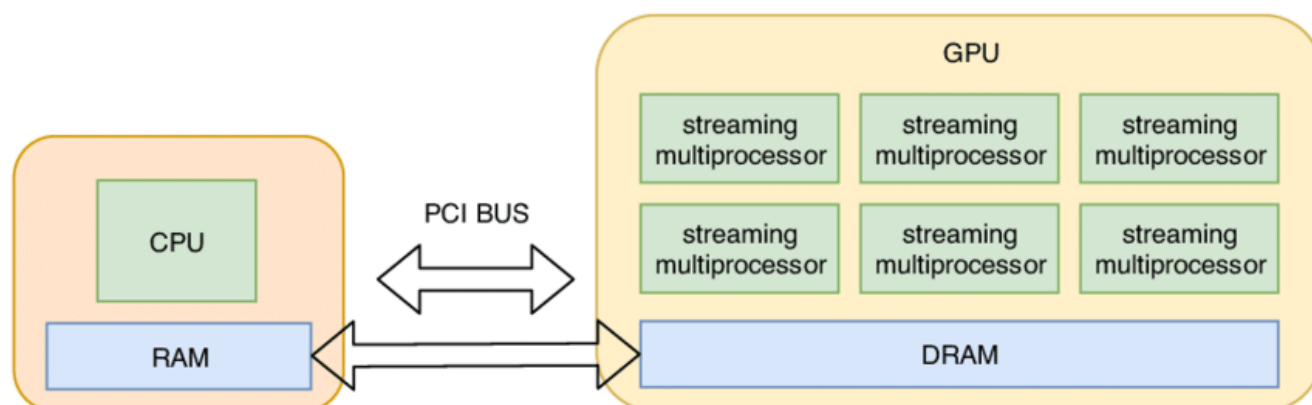 GPU
streaming
multiprocessor
streaming
multiprocessor
streaming
multiprocessor
CPU
PCI BUS
streaming
multiprocessor
streaming
multiprocessor
streaming
multiprocessor
RAM
DRAM